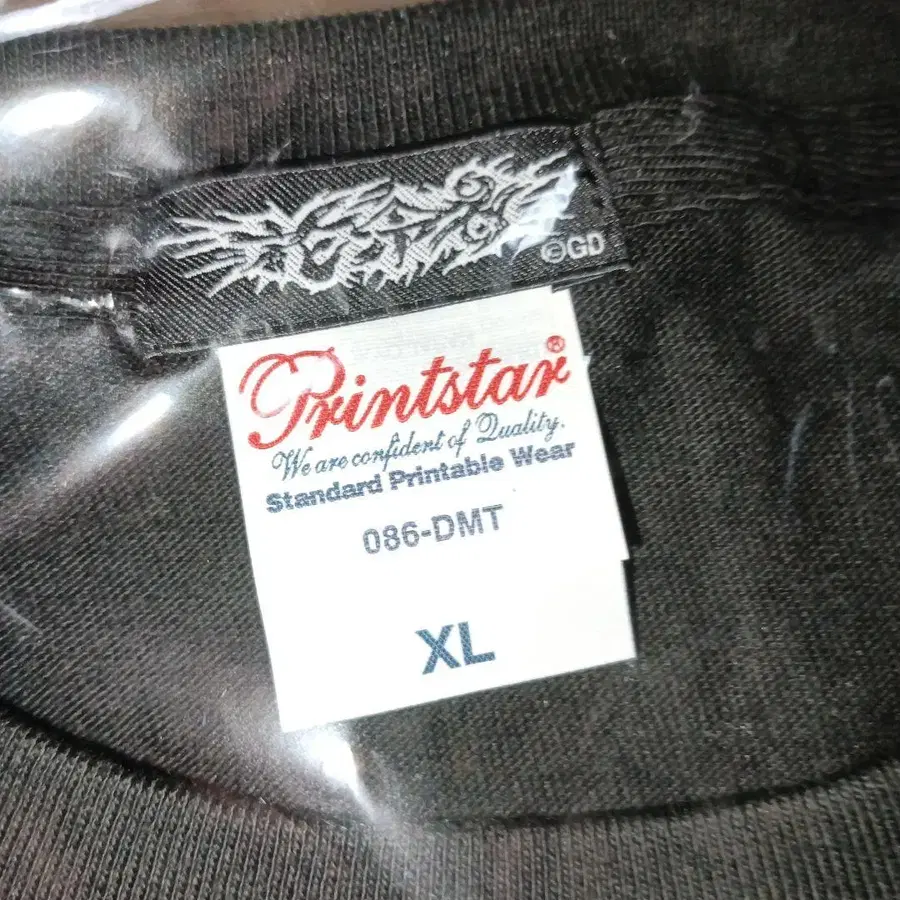 ©GD
Printstar®
We are confident of Quality.
Standard Printable Wear
086-DMT
XL